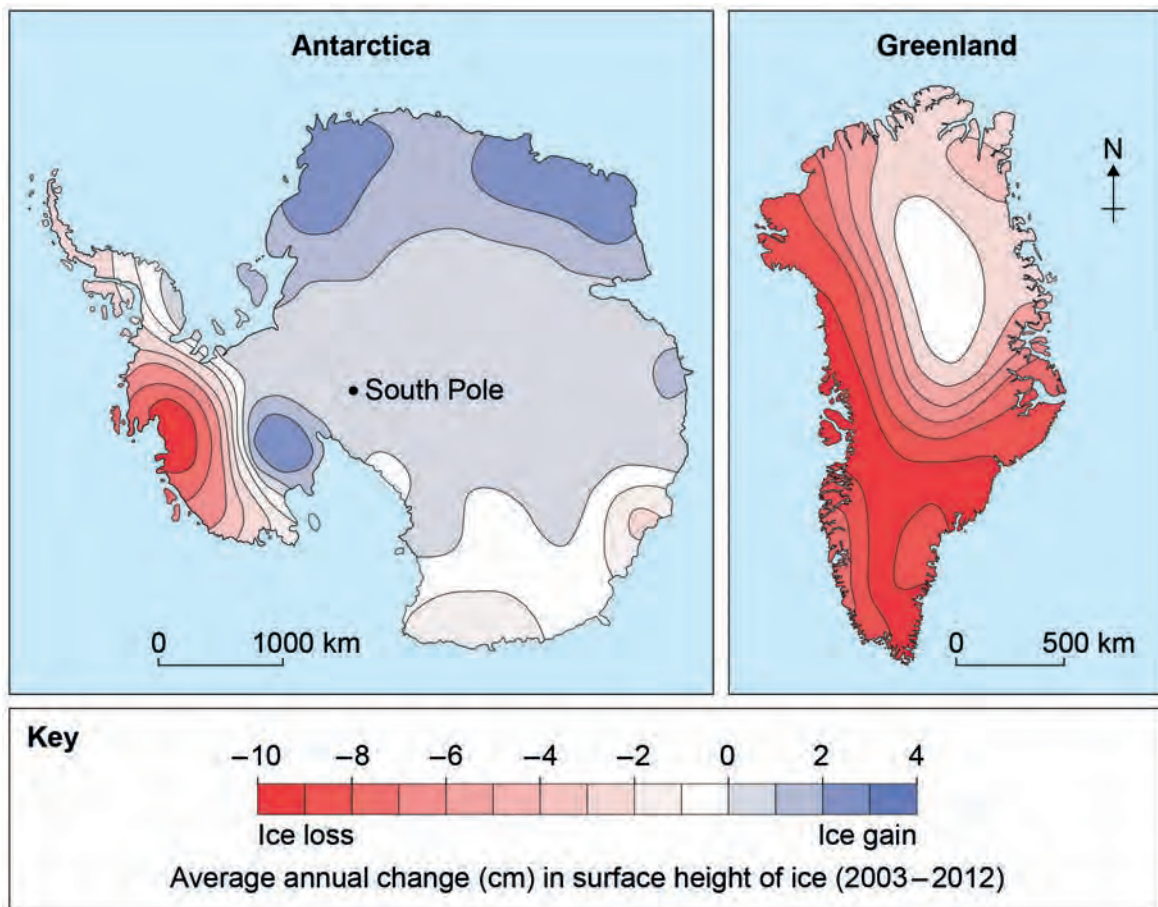 Antarctica
Greenland
N
• South Pole
0 1000 km
0 500 km
Key
–10 –8 –6 –4 –2 0 2 4
Ice loss Ice gain
Average annual change (cm) in surface height of ice (2003–2012)